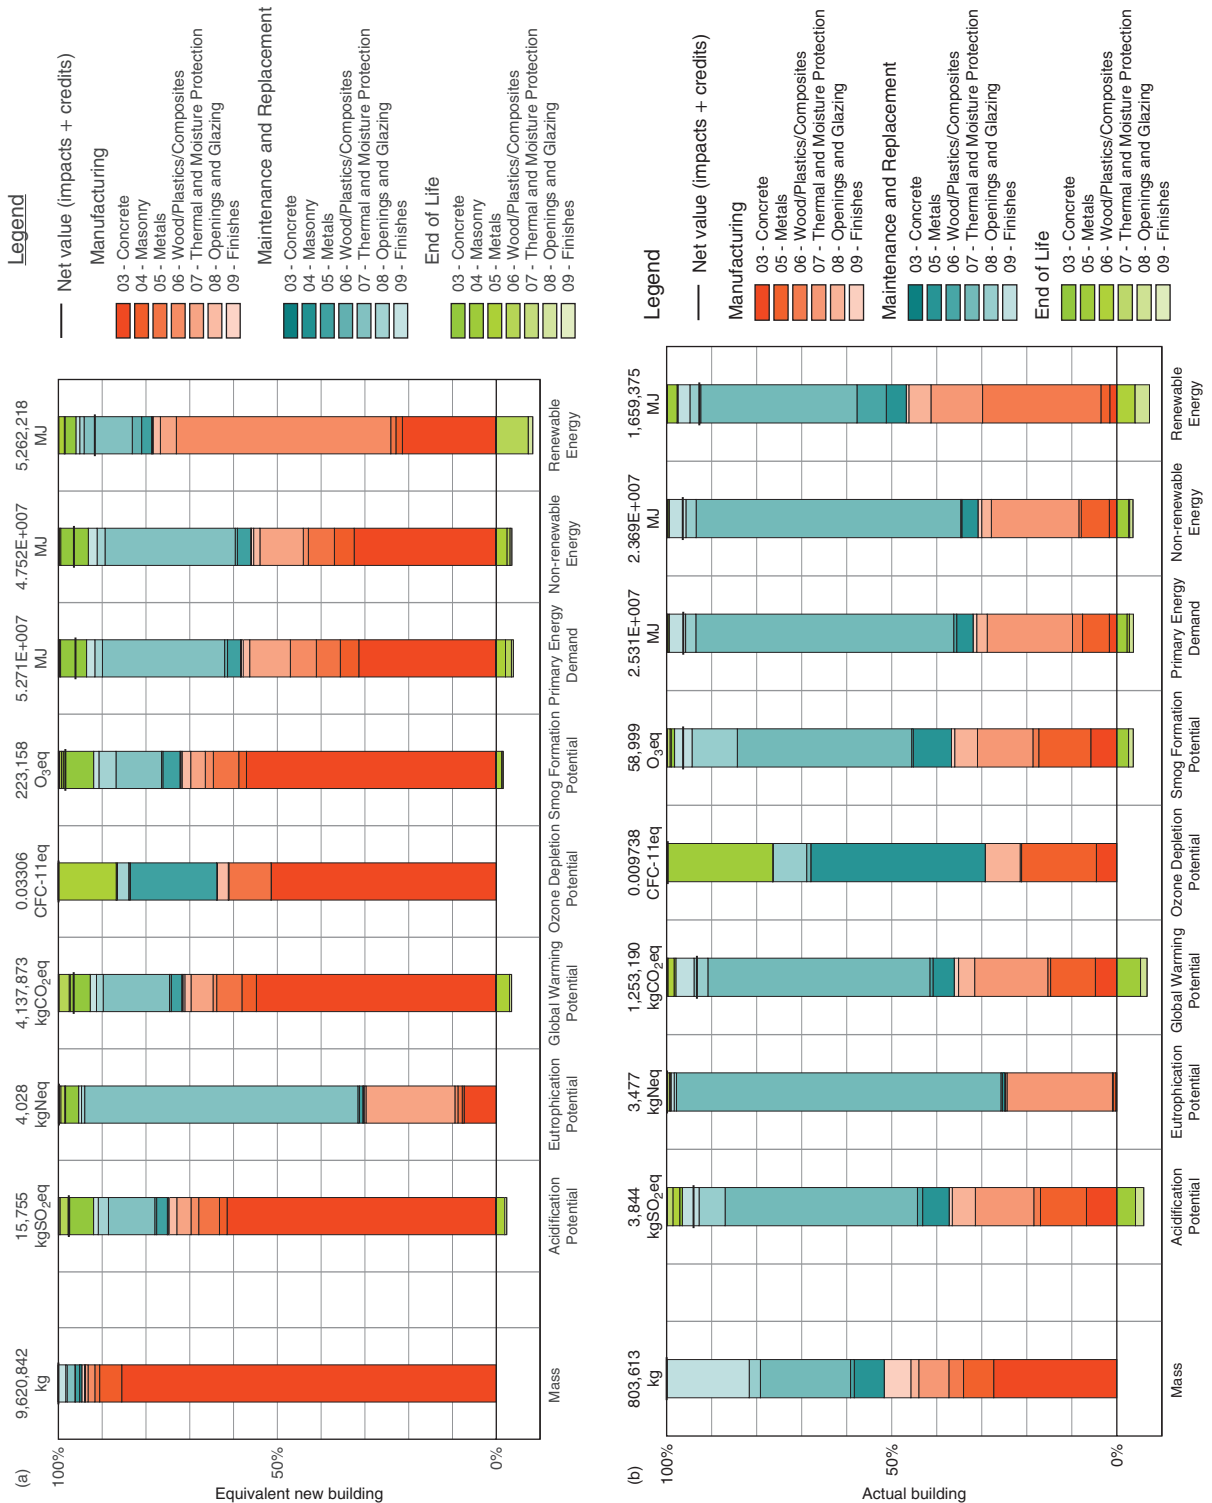 (a)
Equivalent new building
100%
50%
0%
9,620,842
kg
15,755
kgSO₂eq
4,028
kgNeq
4,137,873
kgCO₂eq
0.03306
CFC-11eq
223,158
O₃eq
5.271E+007
MJ
4.752E+007
MJ
5,262,218
MJ
Mass
Acidification
Potential
Eutrophication
Potential
Global Warming
Potential
Ozone Depletion
Potential
Smog Formation
Potential
Primary Energy
Demand
Non-renewable
Energy
Renewable
Energy
Legend
Net value (impacts + credits)
Manufacturing
03 - Concrete
04 - Masonry
05 - Metals
06 - Wood/Plastics/Composites
07 - Thermal and Moisture Protection
08 - Openings and Glazing
09 - Finishes
Maintenance and Replacement
03 - Concrete
04 - Masonry
05 - Metals
06 - Wood/Plastics/Composites
07 - Thermal and Moisture Protection
08 - Openings and Glazing
09 - Finishes
End of Life
03 - Concrete
04 - Masonry
05 - Metals
06 - Wood/Plastics/Composites
07 - Thermal and Moisture Protection
08 - Openings and Glazing
09 - Finishes
(b)
Actual building
100%
50%
0%
803,613
kg
3,844
kgSO₂eq
3,477
kgNeq
1,253,190
kgCO₂eq
0.009738
CFC-11eq
58,999
O₃eq
2.531E+007
MJ
2.369E+007
MJ
1,659,375
MJ
Mass
Acidification
Potential
Eutrophication
Potential
Global Warming
Potential
Ozone Depletion
Potential
Smog Formation
Potential
Primary Energy
Demand
Non-renewable
Energy
Renewable
Energy
Legend
Net value (impacts + credits)
Manufacturing
03 - Concrete
05 - Metals
06 - Wood/Plastics/Composites
07 - Thermal and Moisture Protection
08 - Openings and Glazing
09 - Finishes
Maintenance and Replacement
03 - Concrete
05 - Metals
06 - Wood/Plastics/Composites
07 - Thermal and Moisture Protection
08 - Openings and Glazing
09 - Finishes
End of Life
03 - Concrete
05 - Metals
06 - Wood/Plastics/Composites
07 - Thermal and Moisture Protection
08 - Openings and Glazing
09 - Finishes